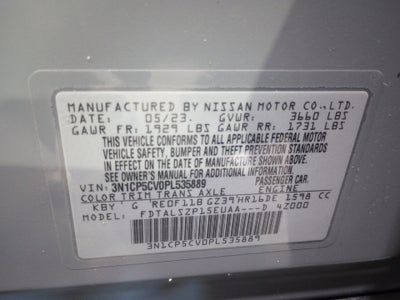 MANUFACTURED BY NISSAN MOTOR CO.,LTD.
DATE: 05/23. GVWR: 3660 LBS
GAWR FR: 1929 LBS GAWR RR: 1731 LBS
THIS VEHICLE CONFORMS TO ALL
APPLICABLE FEDERAL MOTOR
VEHICLE SAFETY, BUMPER, AND THEFT
PREVENTION STANDARDS
IN EFFECT ON THE DATE OF
MANUFACTURE SHOWN ABOVE.
SEE OWNER'S MANUAL FOR ADDITIONAL
INFORMATION. PASSENGER CAR
VIN: 3N1CP5CV0PL535889
COLOR TRIM TRANS AXLE ENGINE
KBY G RE0F11B GZ39 HR16DE 1598 CC
MODEL: FDTALSZP15EUAA---D 4Z000
3N1CP5CV0PL535889